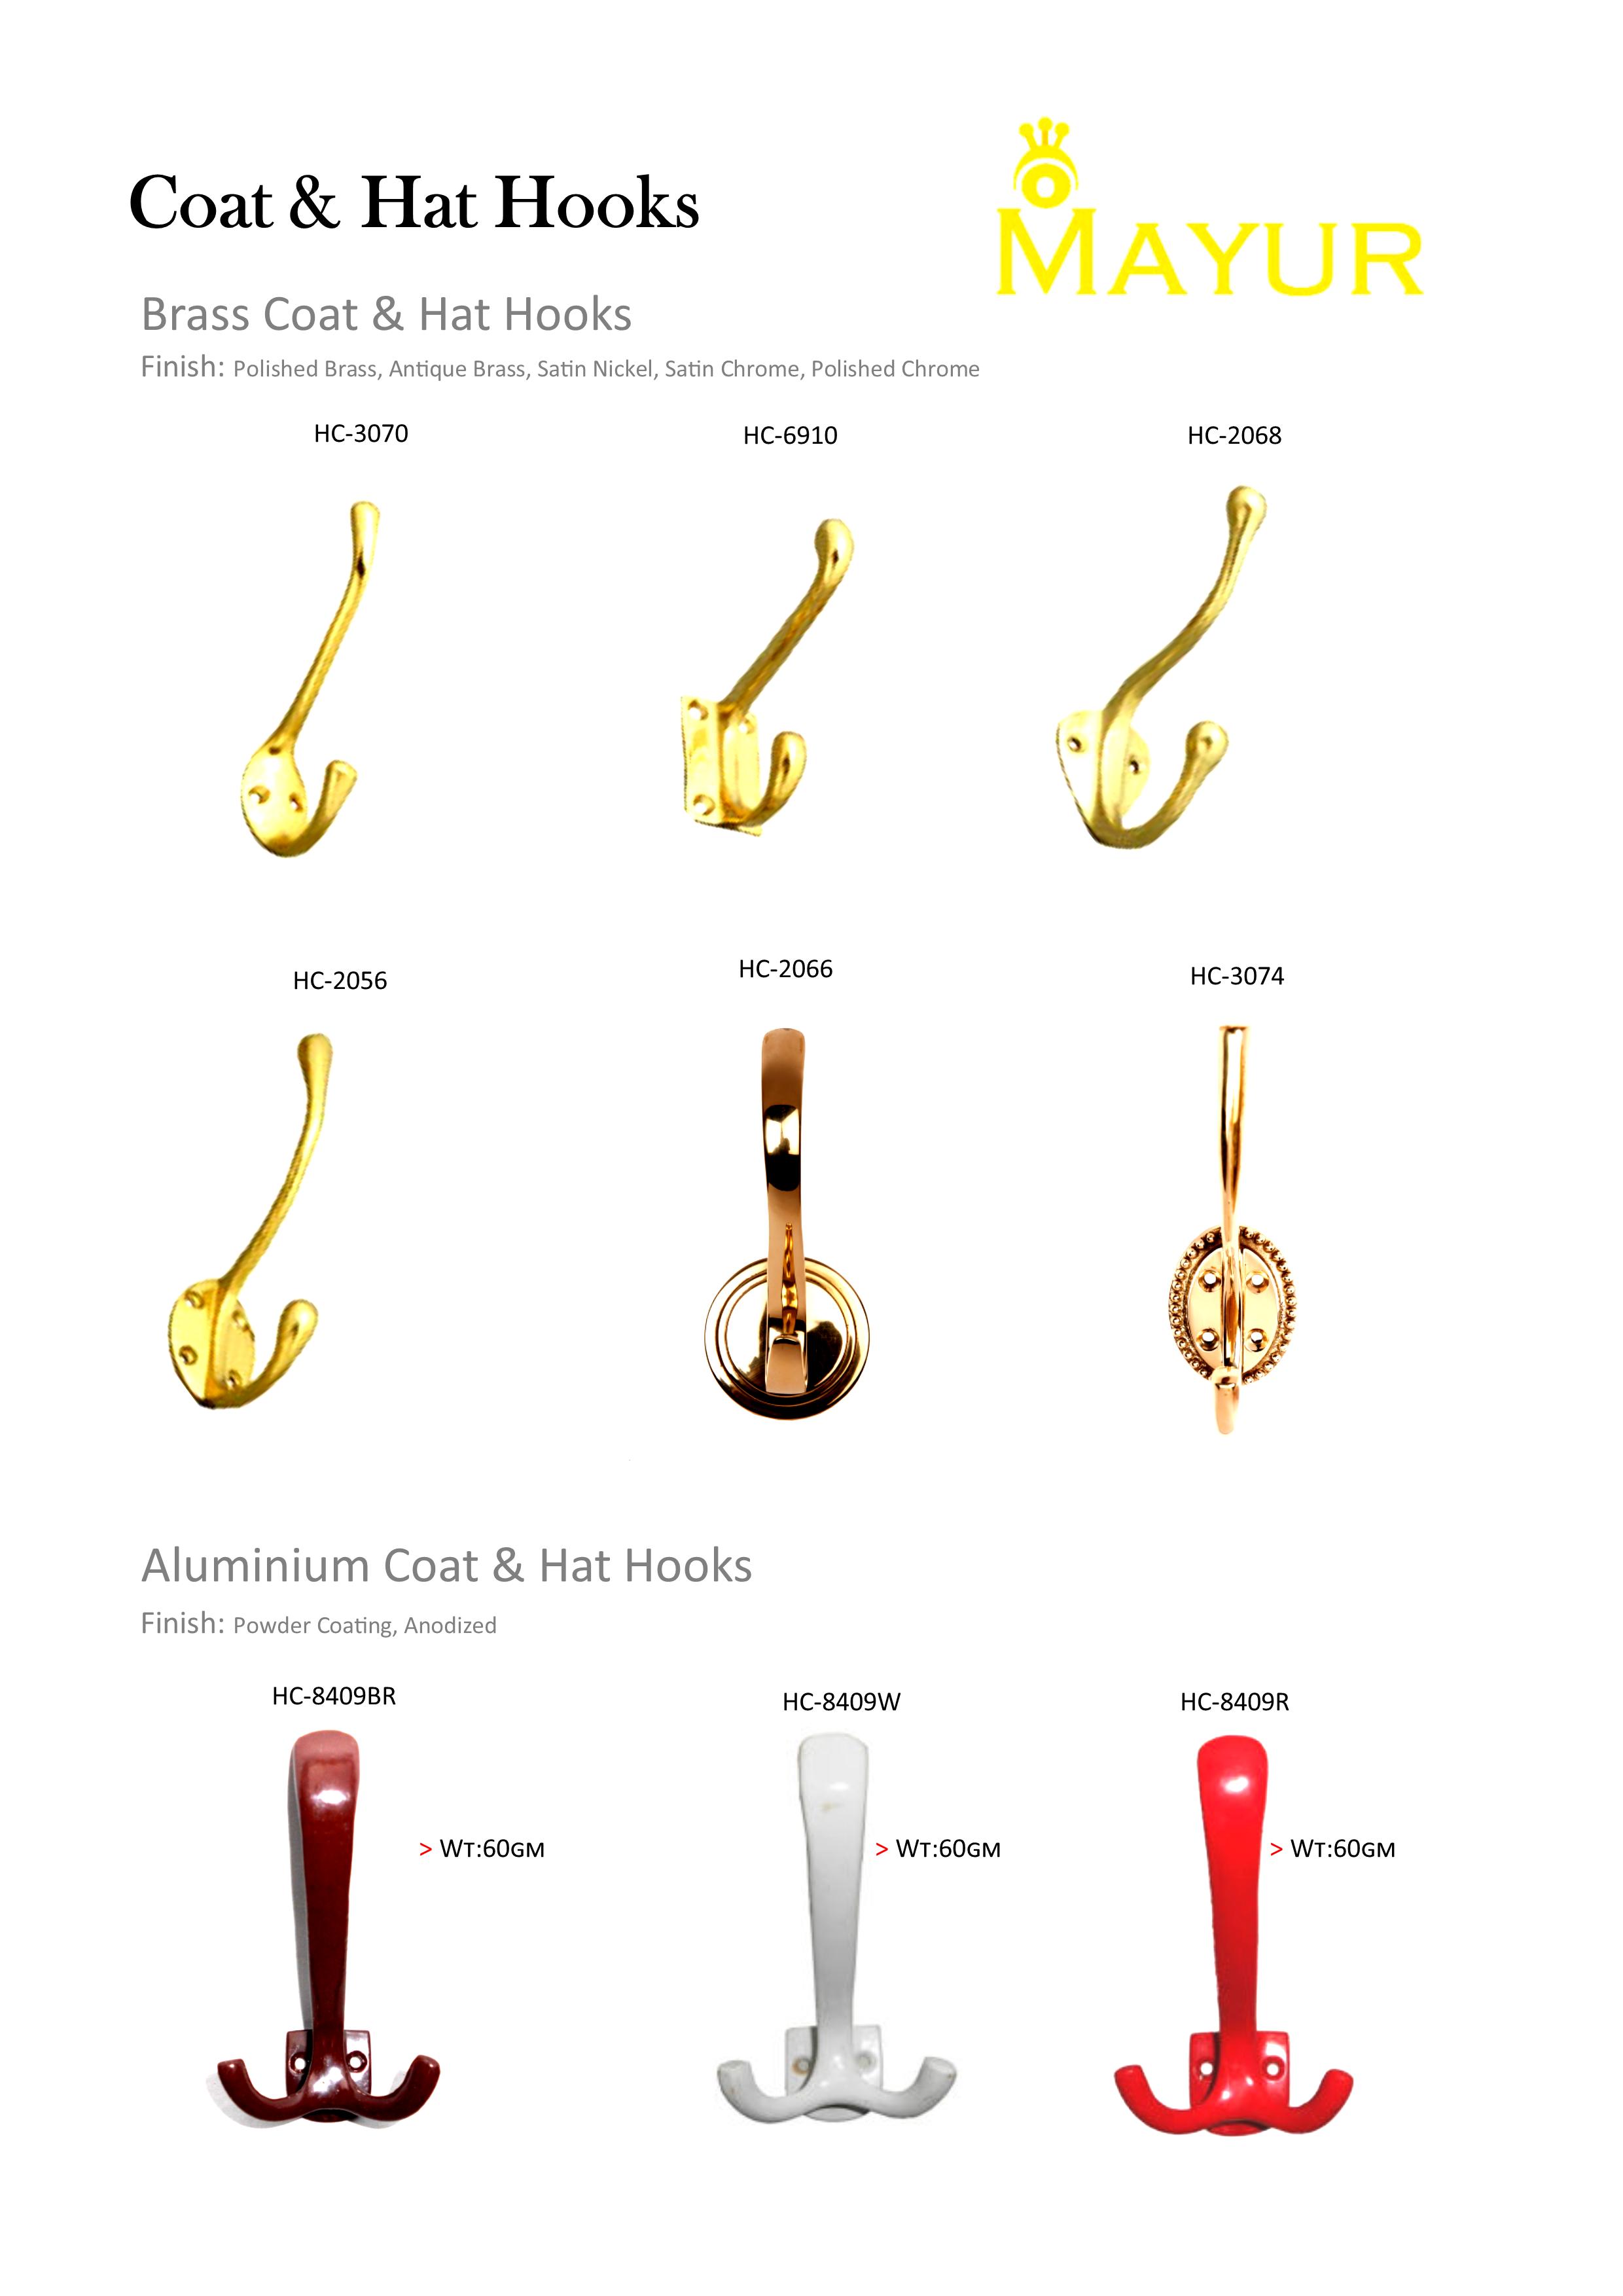 Coat & Hat Hooks
MAYUR
Brass Coat & Hat Hooks
Finish: Polished Brass, Antique Brass, Satin Nickel, Satin Chrome, Polished Chrome
HC-3070
HC-6910
HC-2068
HC-2056
HC-2066
HC-3074
Aluminium Coat & Hat Hooks
Finish: Powder Coating, Anodized
HC-8409BR
HC-8409W
HC-8409R
> WT:60GM
> WT:60GM
> WT:60GM